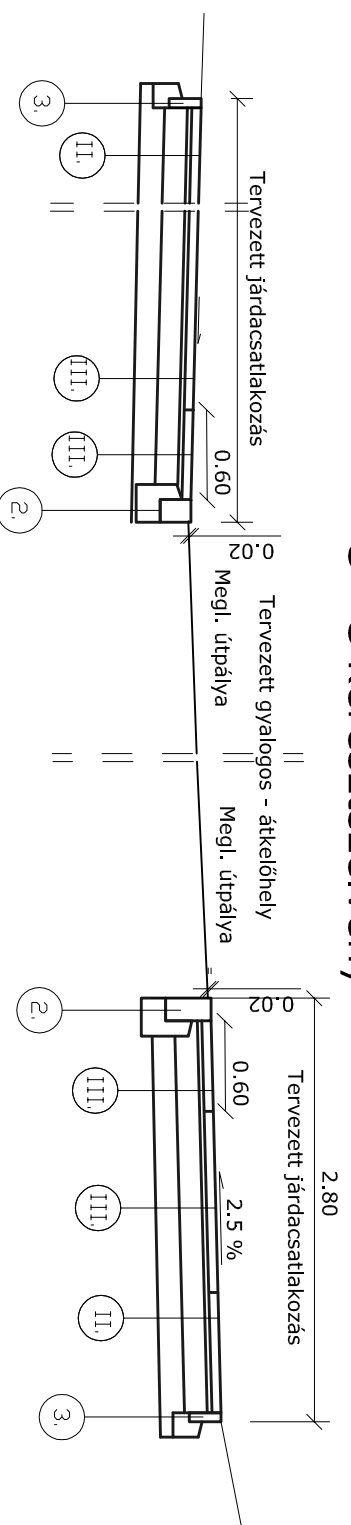 2.80
Tervezett járdacsatlakozás
Tervezett járdacsatlakozás
Tervezett gyalogos - átkelőhely
0.02
0.02
0.60
0.60
2.5 %
Megl. útpálya
Megl. útpálya
3.
II.
III.
III.
2.
2.
III.
III.
II.
3.